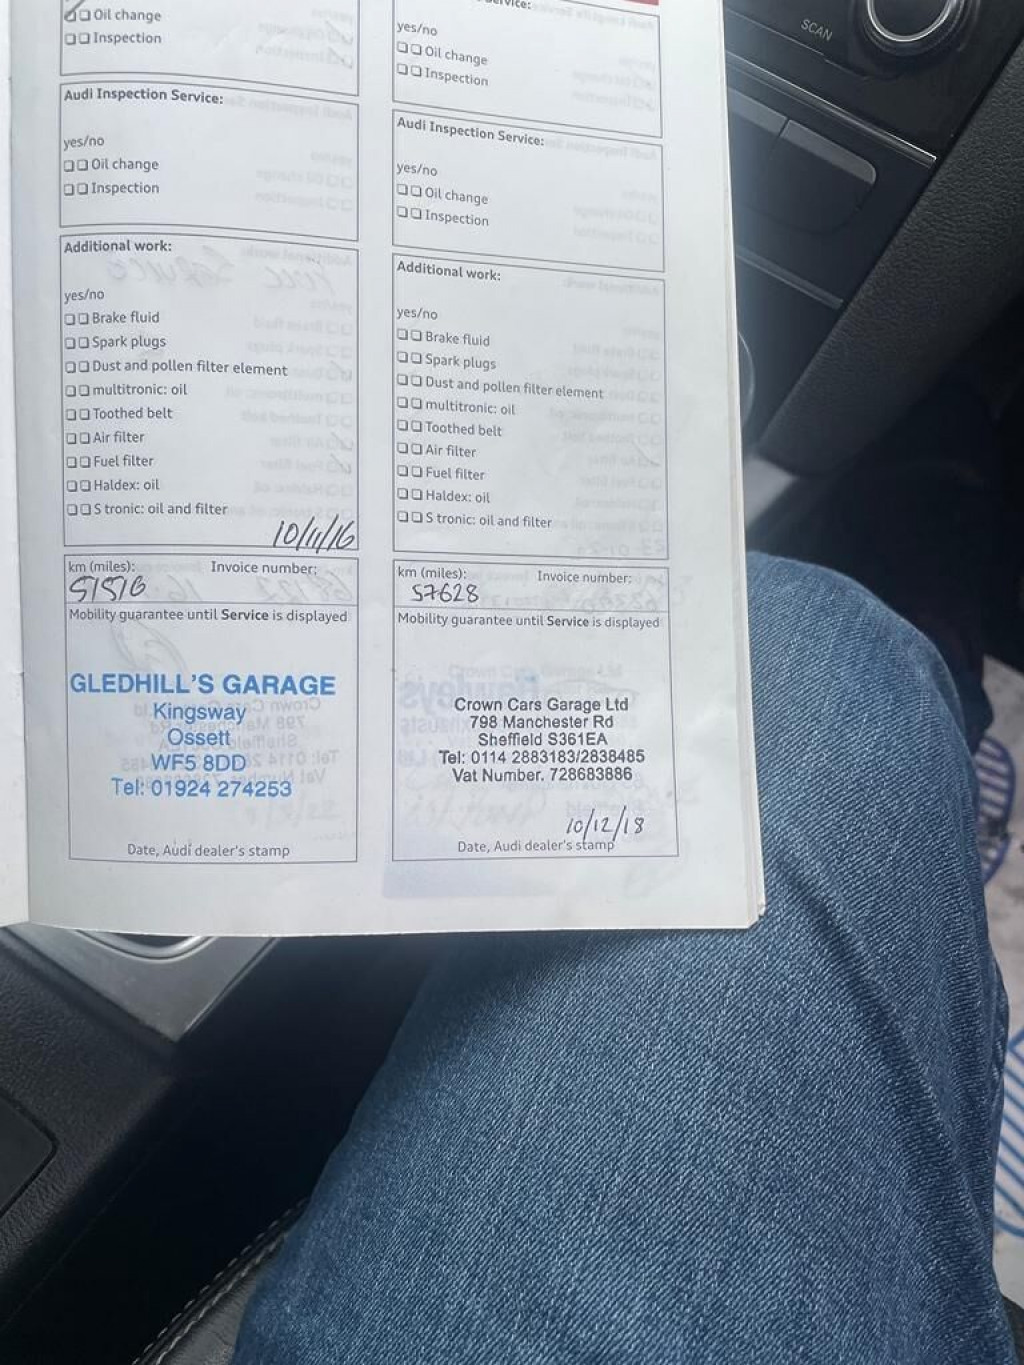 Oil change
Inspection
Audi Inspection Service:
yes/no
Oil change
Inspection
Additional work:
yes/no
Brake fluid
Spark plugs
Dust and pollen filter element
multitronic: oil
Toothed belt
Air filter
Fuel filter
Haldex: oil
S tronic: oil and filter
10/11/16
km (miles): Invoice number:
51576
Mobility guarantee until Service is displayed
GLEDHILL'S GARAGE
Kingsway
Ossett
WF5 8DD
Tel: 01924 274253
Date, Audi dealer's stamp
yes/no
Oil change
Inspection
Audi Inspection Service:
yes/no
Oil change
Inspection
Additional work:
yes/no
Brake fluid
Spark plugs
Dust and pollen filter element
multitronic: oil
Toothed belt
Air filter
Fuel filter
Haldex: oil
S tronic: oil and filter
km (miles): Invoice number:
57628
Mobility guarantee until Service is displayed
Crown Cars Garage Ltd
798 Manchester Rd
Sheffield S361EA
Tel: 0114 2883183/2838485
Vat Number. 728683886
10/12/18
Date, Audi dealer's stamp
SCAN